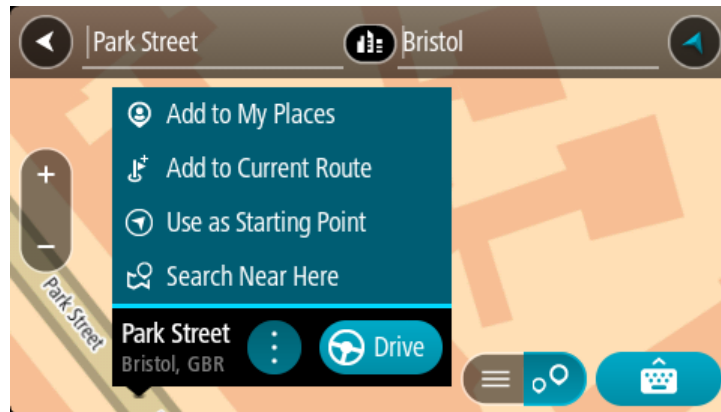 Park Street
Bristol
Add to My Places
Add to Current Route
Use as Starting Point
Search Near Here
+
−
Park Street
Park Street
Bristol, GBR
Drive